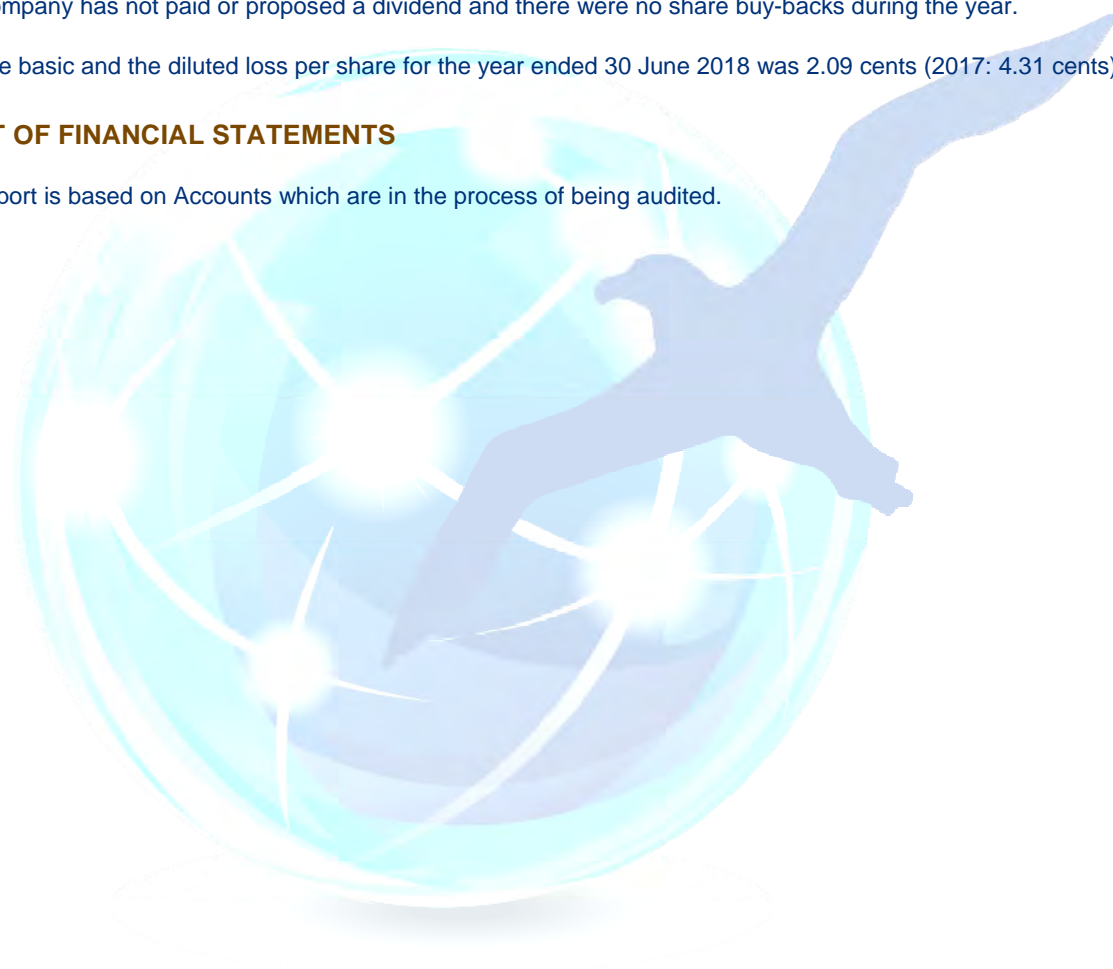 ompany has not paid or proposed a dividend and there were no share buy-backs during the year.
e basic and the diluted loss per share for the year ended 30 June 2018 was 2.09 cents (2017: 4.31 cents)
T OF FINANCIAL STATEMENTS
port is based on Accounts which are in the process of being audited.